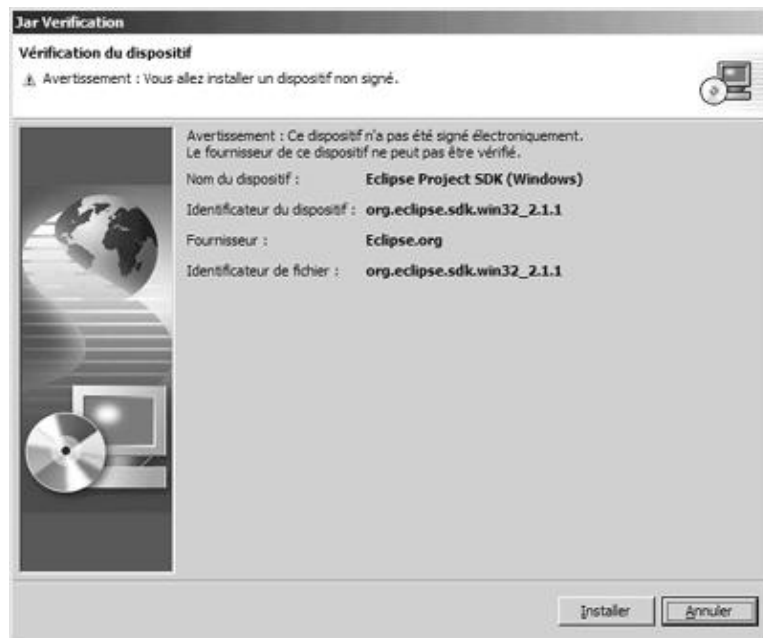 Jar Verification
Vérification du dispositif
Avertissement : Vous allez installer un dispositif non signé.
Avertissement : Ce dispositif n'a pas été signé électroniquement.
Le fournisseur de ce dispositif ne peut pas être vérifié.
Nom du dispositif : Eclipse Project SDK (Windows)
Identificateur du dispositif : org.eclipse.sdk.win32_2.1.1
Fournisseur : Eclipse.org
Identificateur de fichier : org.eclipse.sdk.win32_2.1.1
Installer Annuler